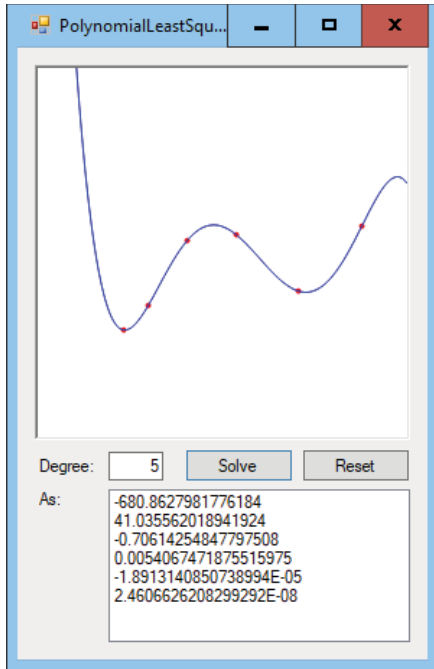 PolynomialLeastSqu...
Degree: 5 Solve Reset
As:
-680.8627981776184
41.035562018941924
-0.70614254847797508
0.0054067471875515975
-1.8913140850738994E-05
2.4606626208299292E-08